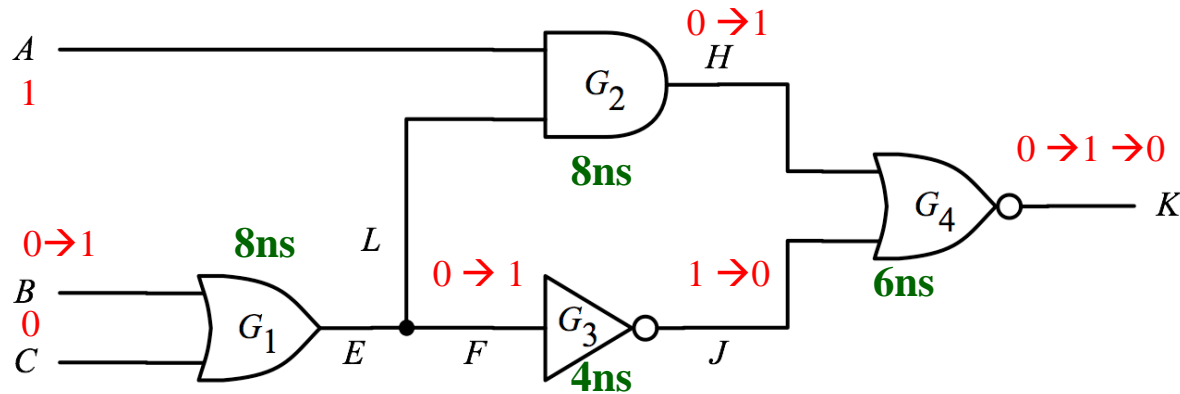 0 →1
A
H
1
G2
0 →1 →0
8ns
G4
K
0→1
8ns
L
0 → 1
1 →0
6ns
B
0
G1
G3
C
E
F
4ns
J